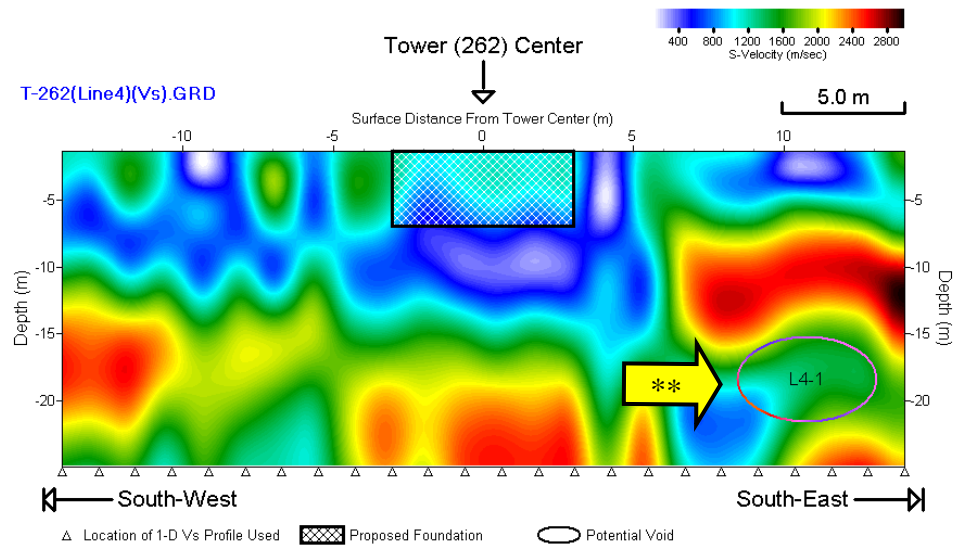 400 800 1200 1600 2000 2400 2800
S-Velocity (m/sec)
Tower (262) Center
T-262(Line4)(Vs).GRD
5.0 m
Surface Distance From Tower Center (m)
-10 -5 0 5 10
-5 -5
-10 -10
-15 -15
-20 -20
Depth (m)
Depth (m)
**
L4-1
South-West
South-East
Location of 1-D Vs Profile Used
Proposed Foundation
Potential Void